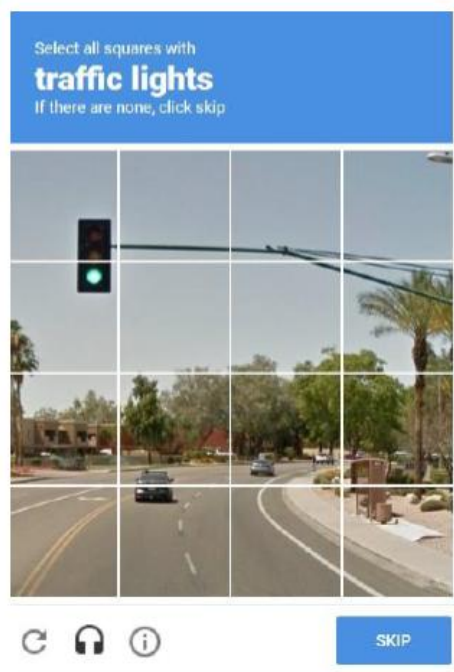 Select all squares with
traffic lights
If there are none, click skip
SKIP